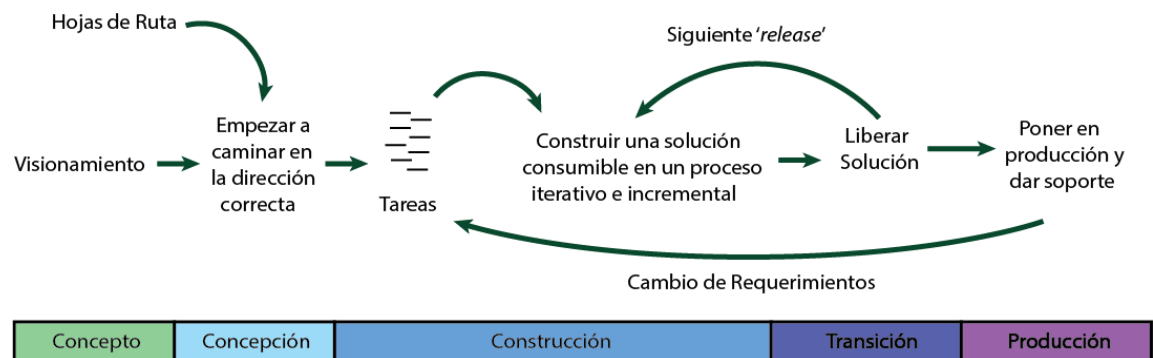 Hojas de Ruta
Siguiente 'release'
Visionamiento
Empezar a
caminar en
la dirección
correcta
Tareas
Construir una solución
consumible en un proceso
iterativo e incremental
Liberar
Solución
Poner en
producción y
dar soporte
Cambio de Requerimientos
Concepto
Concepción
Construcción
Transición
Producción